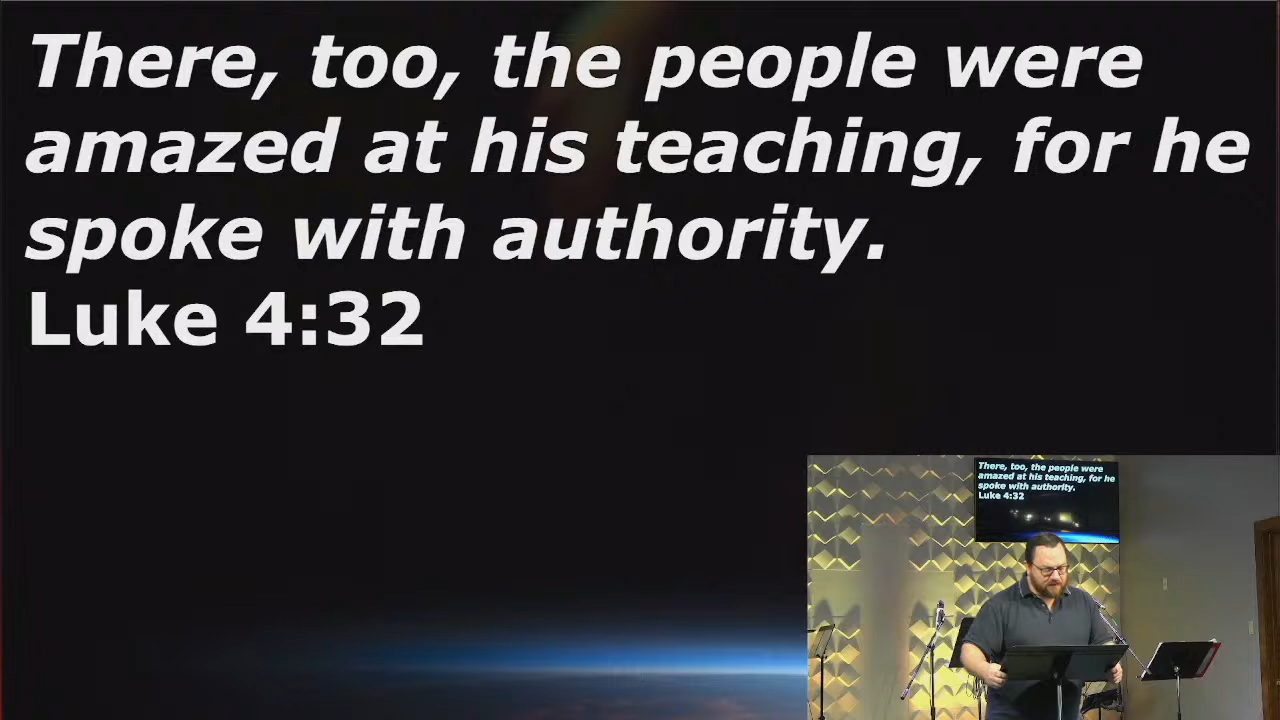 There, too, the people were
amazed at his teaching, for he
spoke with authority.
Luke 4:32
There, too, the people were
amazed at his teaching, for he
spoke with authority.
Luke 4:32